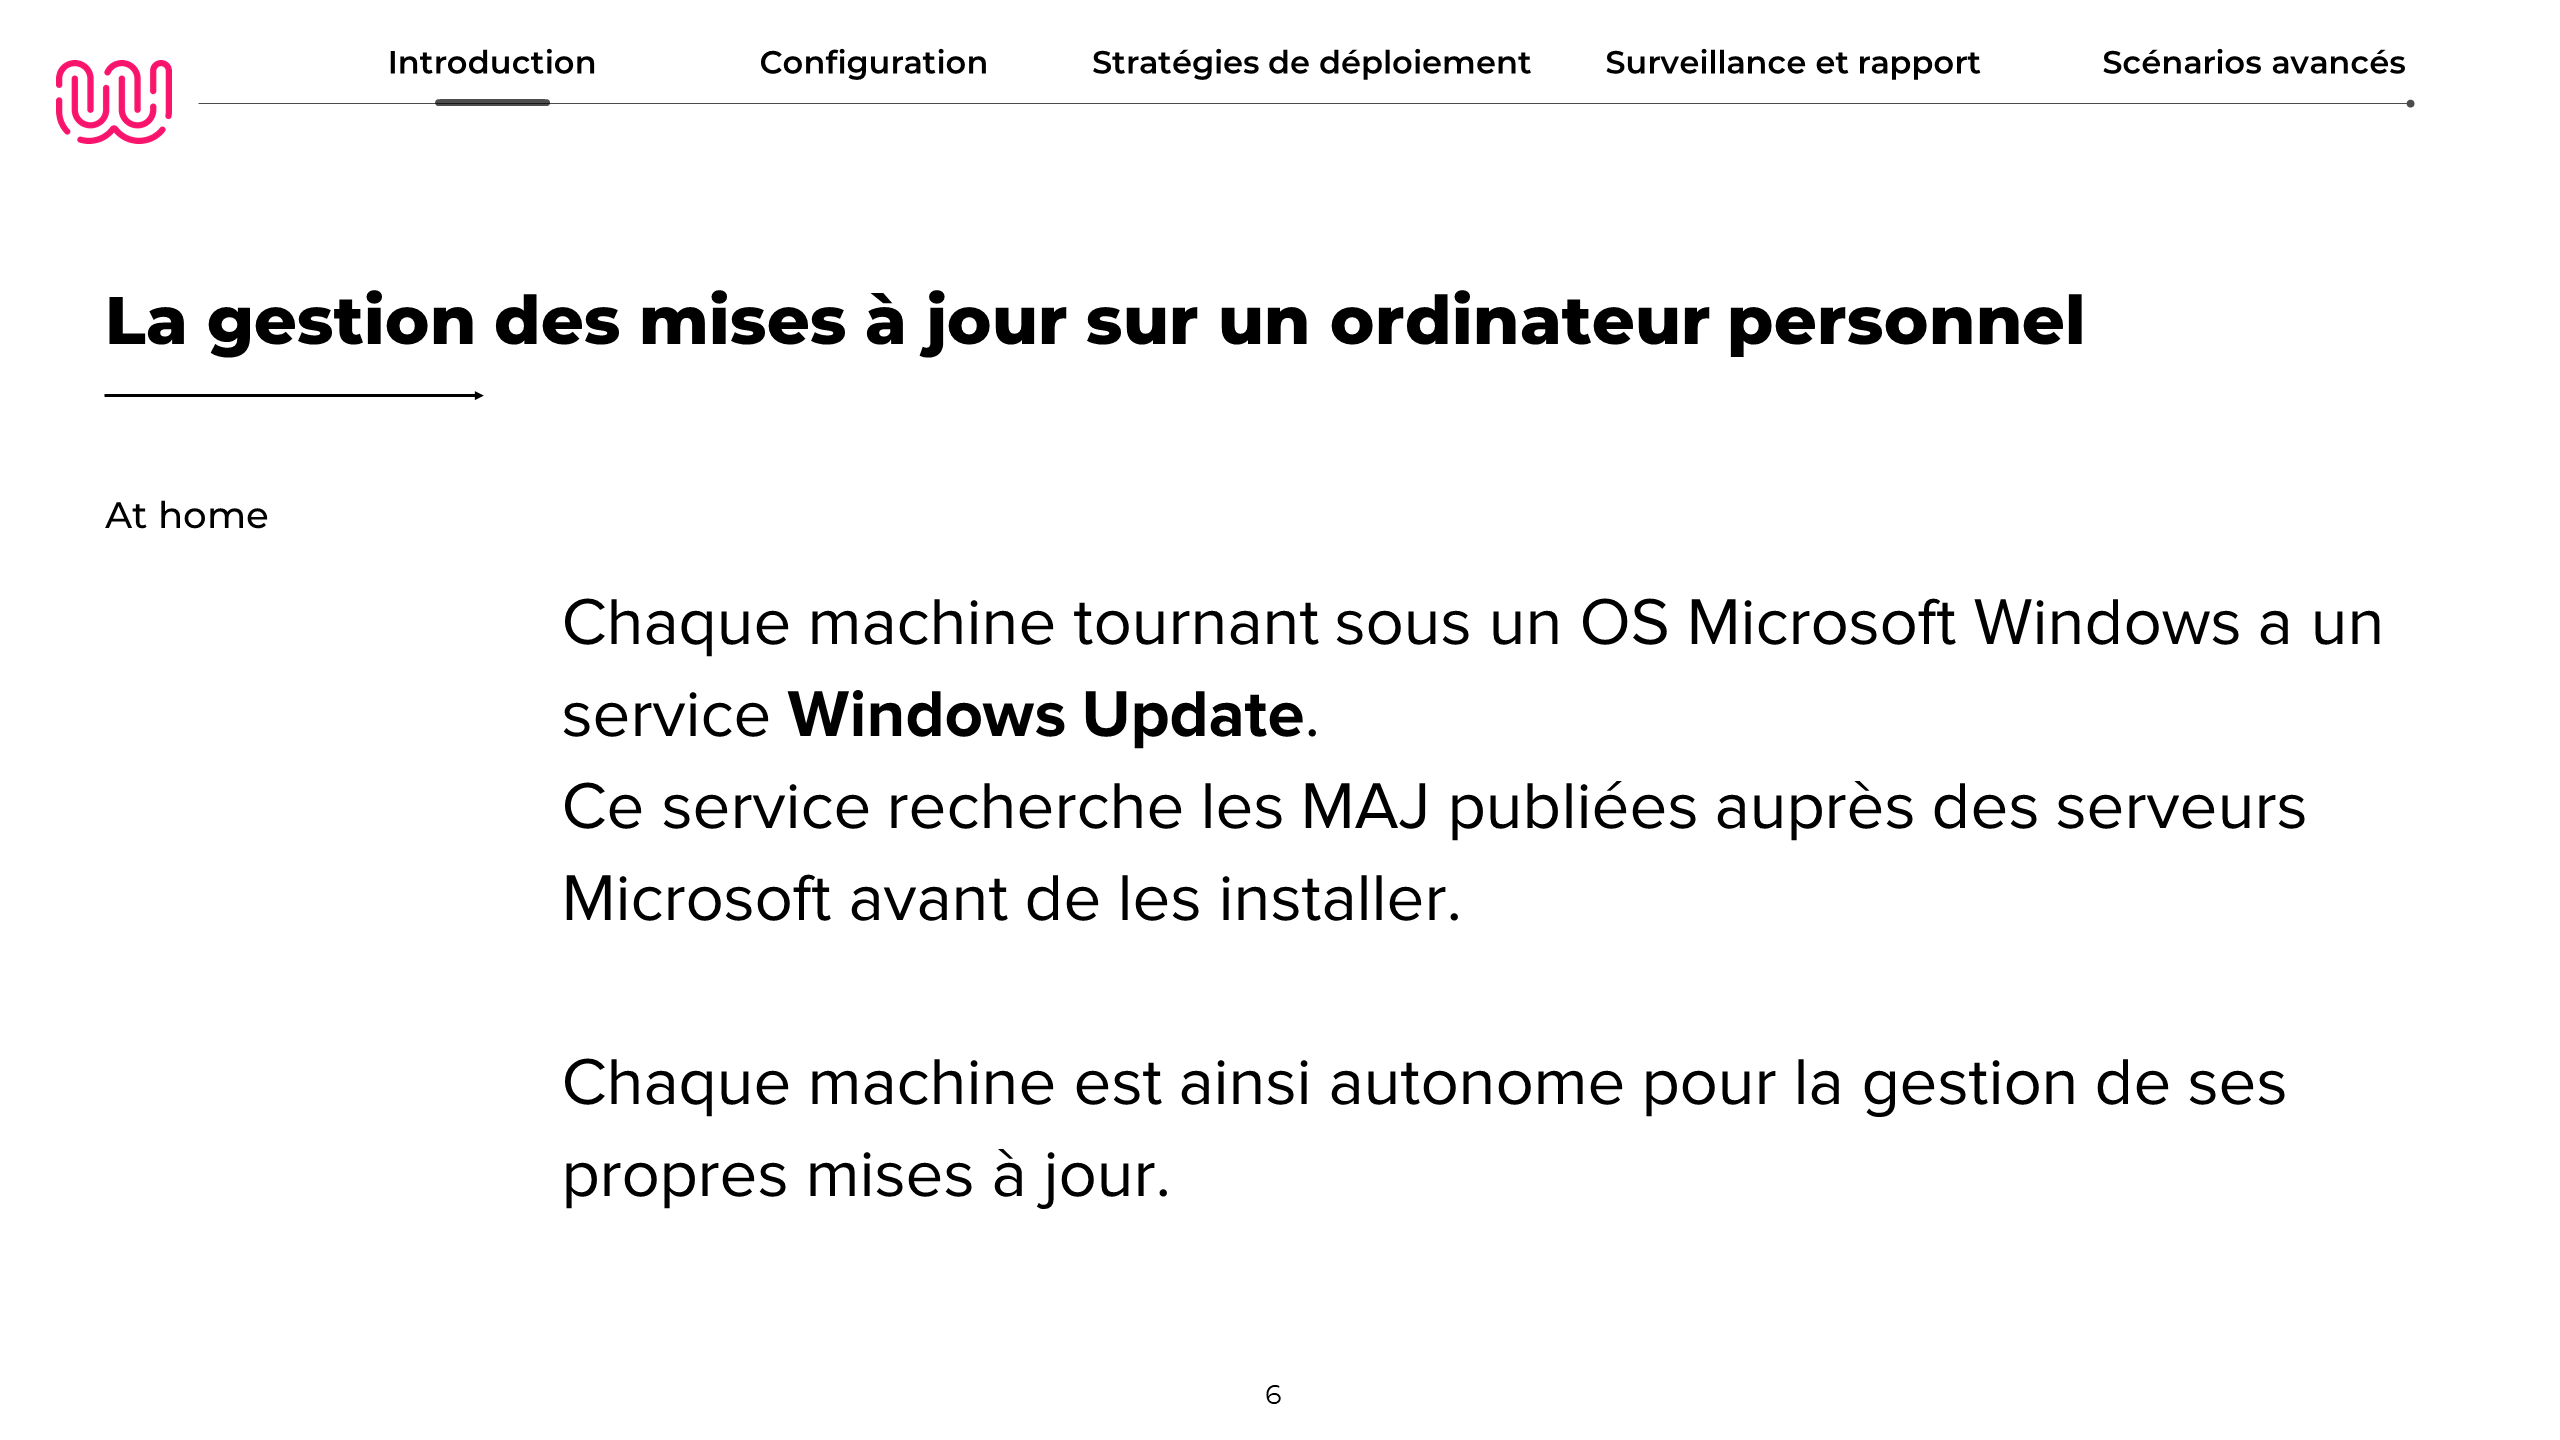 Introduction
Configuration
Stratégies de déploiement
Surveillance et rapport
Scénarios avancés
La gestion des mises à jour sur un ordinateur personnel
At home
Chaque machine tournant sous un OS Microsoft Windows a un
service Windows Update.
Ce service recherche les MAJ publiées auprès des serveurs
Microsoft avant de les installer.
Chaque machine est ainsi autonome pour la gestion de ses
propres mises à jour.
6